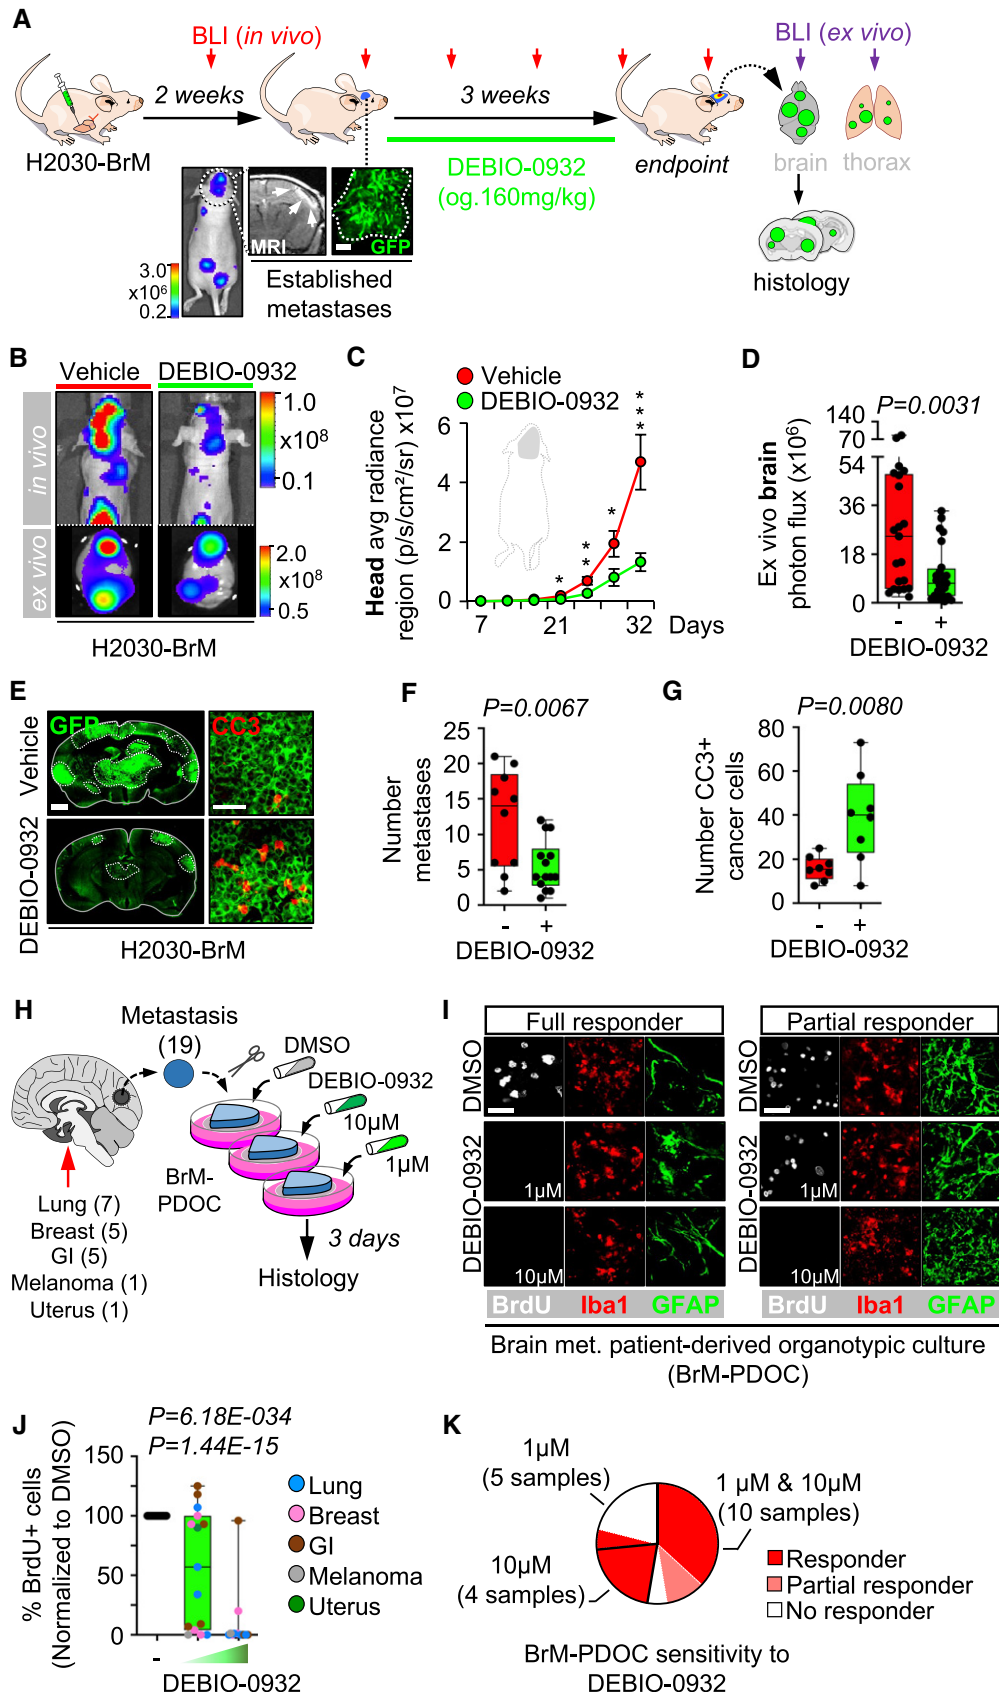 A
BLI (in vivo)
BLI (ex vivo)
2 weeks
3 weeks
H2030-BrM
DEBIO-0932
(og.160mg/kg)
endpoint
brain
thorax
MRI
GFP
3.0
x10⁶
0.2
Established
metastases
histology
B
Vehicle
DEBIO-0932
in vivo
ex vivo
1.0
x10⁸
0.1
2.0
x10⁸
0.5
H2030-BrM
C
Vehicle
DEBIO-0932
Head avg radiance
region (p/s/cm²/sr) x10⁷
6
4
2
0
*
* *
*
* * *
7
21
32
Days
D
P=0.0031
Ex vivo brain
photon flux (x10⁶)
140
70
54
36
18
0
- +
DEBIO-0932
E
Vehicle
DEBIO-0932
GFP
CC3
H2030-BrM
F
P=0.0067
Number
metastases
25
20
15
10
5
0
- +
DEBIO-0932
G
P=0.0080
Number CC3+
cancer cells
80
60
40
20
0
- +
DEBIO-0932
H
Metastasis
(19)
DMSO
DEBIO-0932
10µM
1µM
BrM-
PDOC
Lung (7)
Breast (5)
GI (5)
Melanoma (1)
Uterus (1)
3 days
Histology
I
Full responder
Partial responder
DMSO
DEBIO-0932
1µM
10µM
BrdU
Iba1
GFAP
DMSO
DEBIO-0932
1µM
10µM
BrdU
Iba1
GFAP
Brain met. patient-derived organotypic culture
(BrM-PDOC)
J
P=6.18E-034
P=1.44E-15
% BrdU+ cells
(Normalized to DMSO)
150
100
50
0
-
DEBIO-0932
Lung
Breast
GI
Melanoma
Uterus
K
1µM
(5 samples)
1 µM & 10µM
(10 samples)
10µM
(4 samples)
Responder
Partial responder
No responder
BrM-PDOC sensitivity to
DEBIO-0932